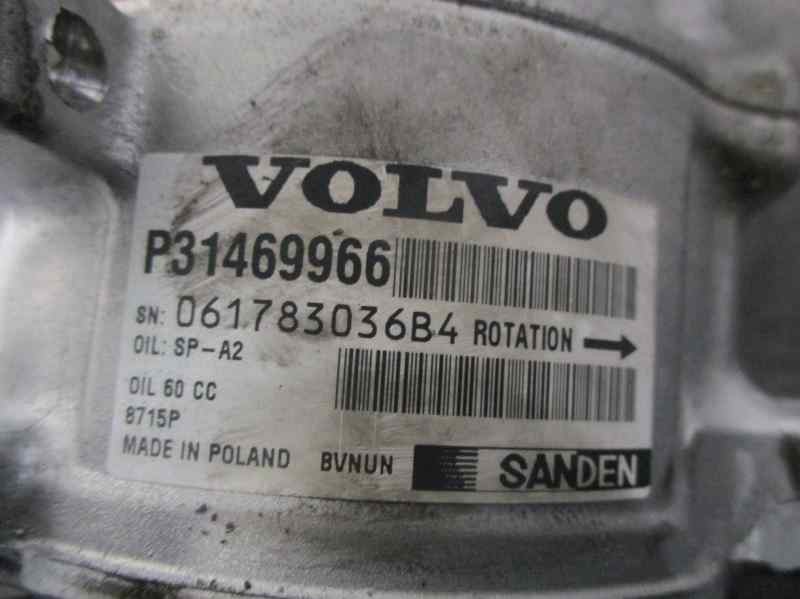 VOLVO
P31469966
SN: 061783036B4 ROTATION →
OIL: SP-A2
OIL 60 CC
8715P
MADE IN POLAND BVNUN SANDEN